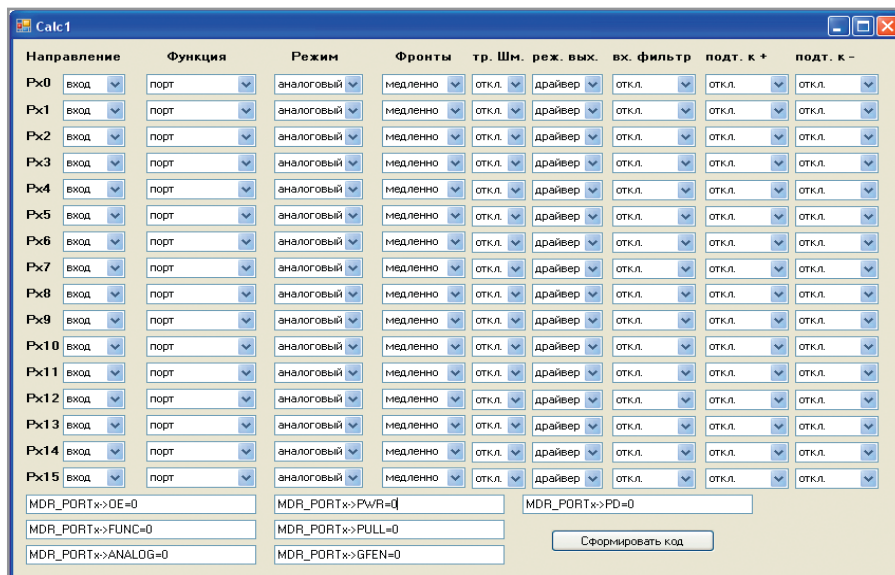 Calc1
Направление Функция Режим Фронты тр. Шм. реж. вых. вх. фильтр подт. к + подт. к –
Px0 вход порт аналоговый медленно откл. драйвер откл. откл. откл.
Px1 вход порт аналоговый медленно откл. драйвер откл. откл. откл.
Px2 вход порт аналоговый медленно откл. драйвер откл. откл. откл.
Px3 вход порт аналоговый медленно откл. драйвер откл. откл. откл.
Px4 вход порт аналоговый медленно откл. драйвер откл. откл. откл.
Px5 вход порт аналоговый медленно откл. драйвер откл. откл. откл.
Px6 вход порт аналоговый медленно откл. драйвер откл. откл. откл.
Px7 вход порт аналоговый медленно откл. драйвер откл. откл. откл.
Px8 вход порт аналоговый медленно откл. драйвер откл. откл. откл.
Px9 вход порт аналоговый медленно откл. драйвер откл. откл. откл.
Px10 вход порт аналоговый медленно откл. драйвер откл. откл. откл.
Px11 вход порт аналоговый медленно откл. драйвер откл. откл. откл.
Px12 вход порт аналоговый медленно откл. драйвер откл. откл. откл.
Px13 вход порт аналоговый медленно откл. драйвер откл. откл. откл.
Px14 вход порт аналоговый медленно откл. драйвер откл. откл. откл.
Px15 вход порт аналоговый медленно откл. драйвер откл. откл. откл.
MDR_PORTx->OE=0 MDR_PORTx->PWR=0 MDR_PORTx->PD=0
MDR_PORTx->FUNC=0 MDR_PORTx->PULL=0
Сформировать код
MDR_PORTx->ANALOG=0 MDR_PORTx->GFEN=0